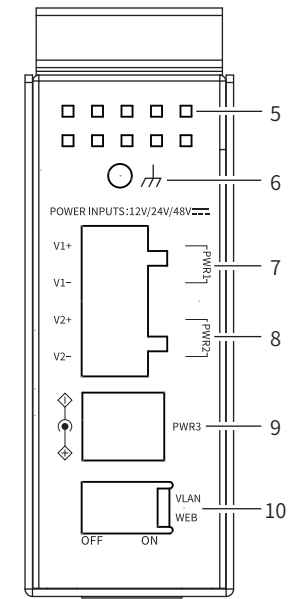 5
6
POWER INPUTS:12V/24V/48V
V1+
PWR1
7
V1−
V2+
PWR2
8
V2−
PWR3
9
VLAN
WEB
10
OFF ON